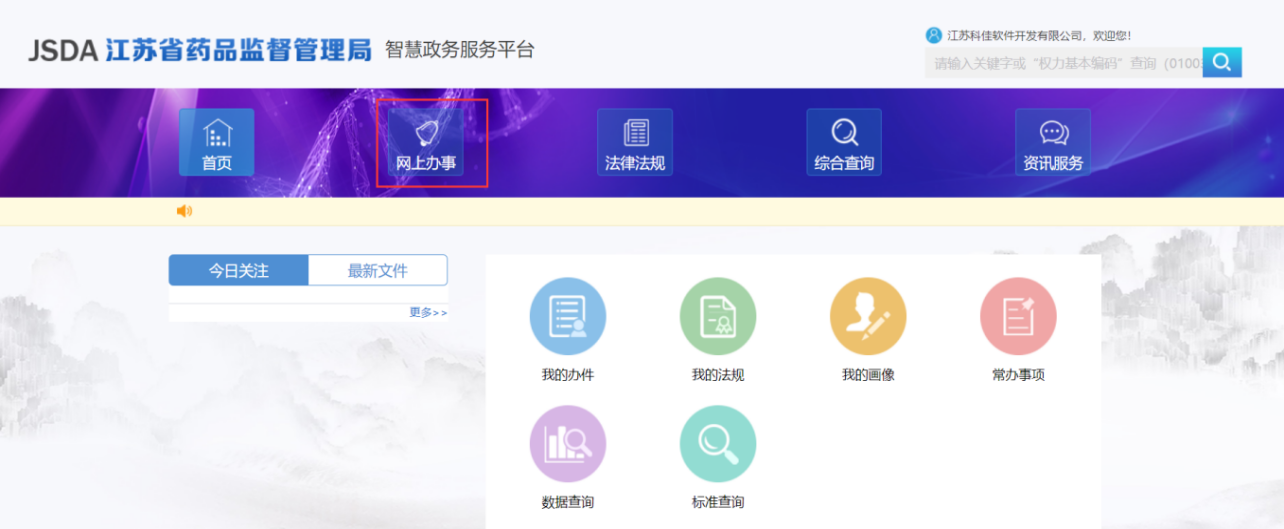 JSDA 江苏省药品监督管理局 智慧政务服务平台
江苏科佳软件开发有限公司，欢迎您！
请输入关键字或“权力基本编码”查询（0100
首页 网上办事 法律法规 综合查询 资讯服务
今日关注 最新文件
更多>>
我的办件 我的法规 我的画像 常办事项
数据查询 标准查询